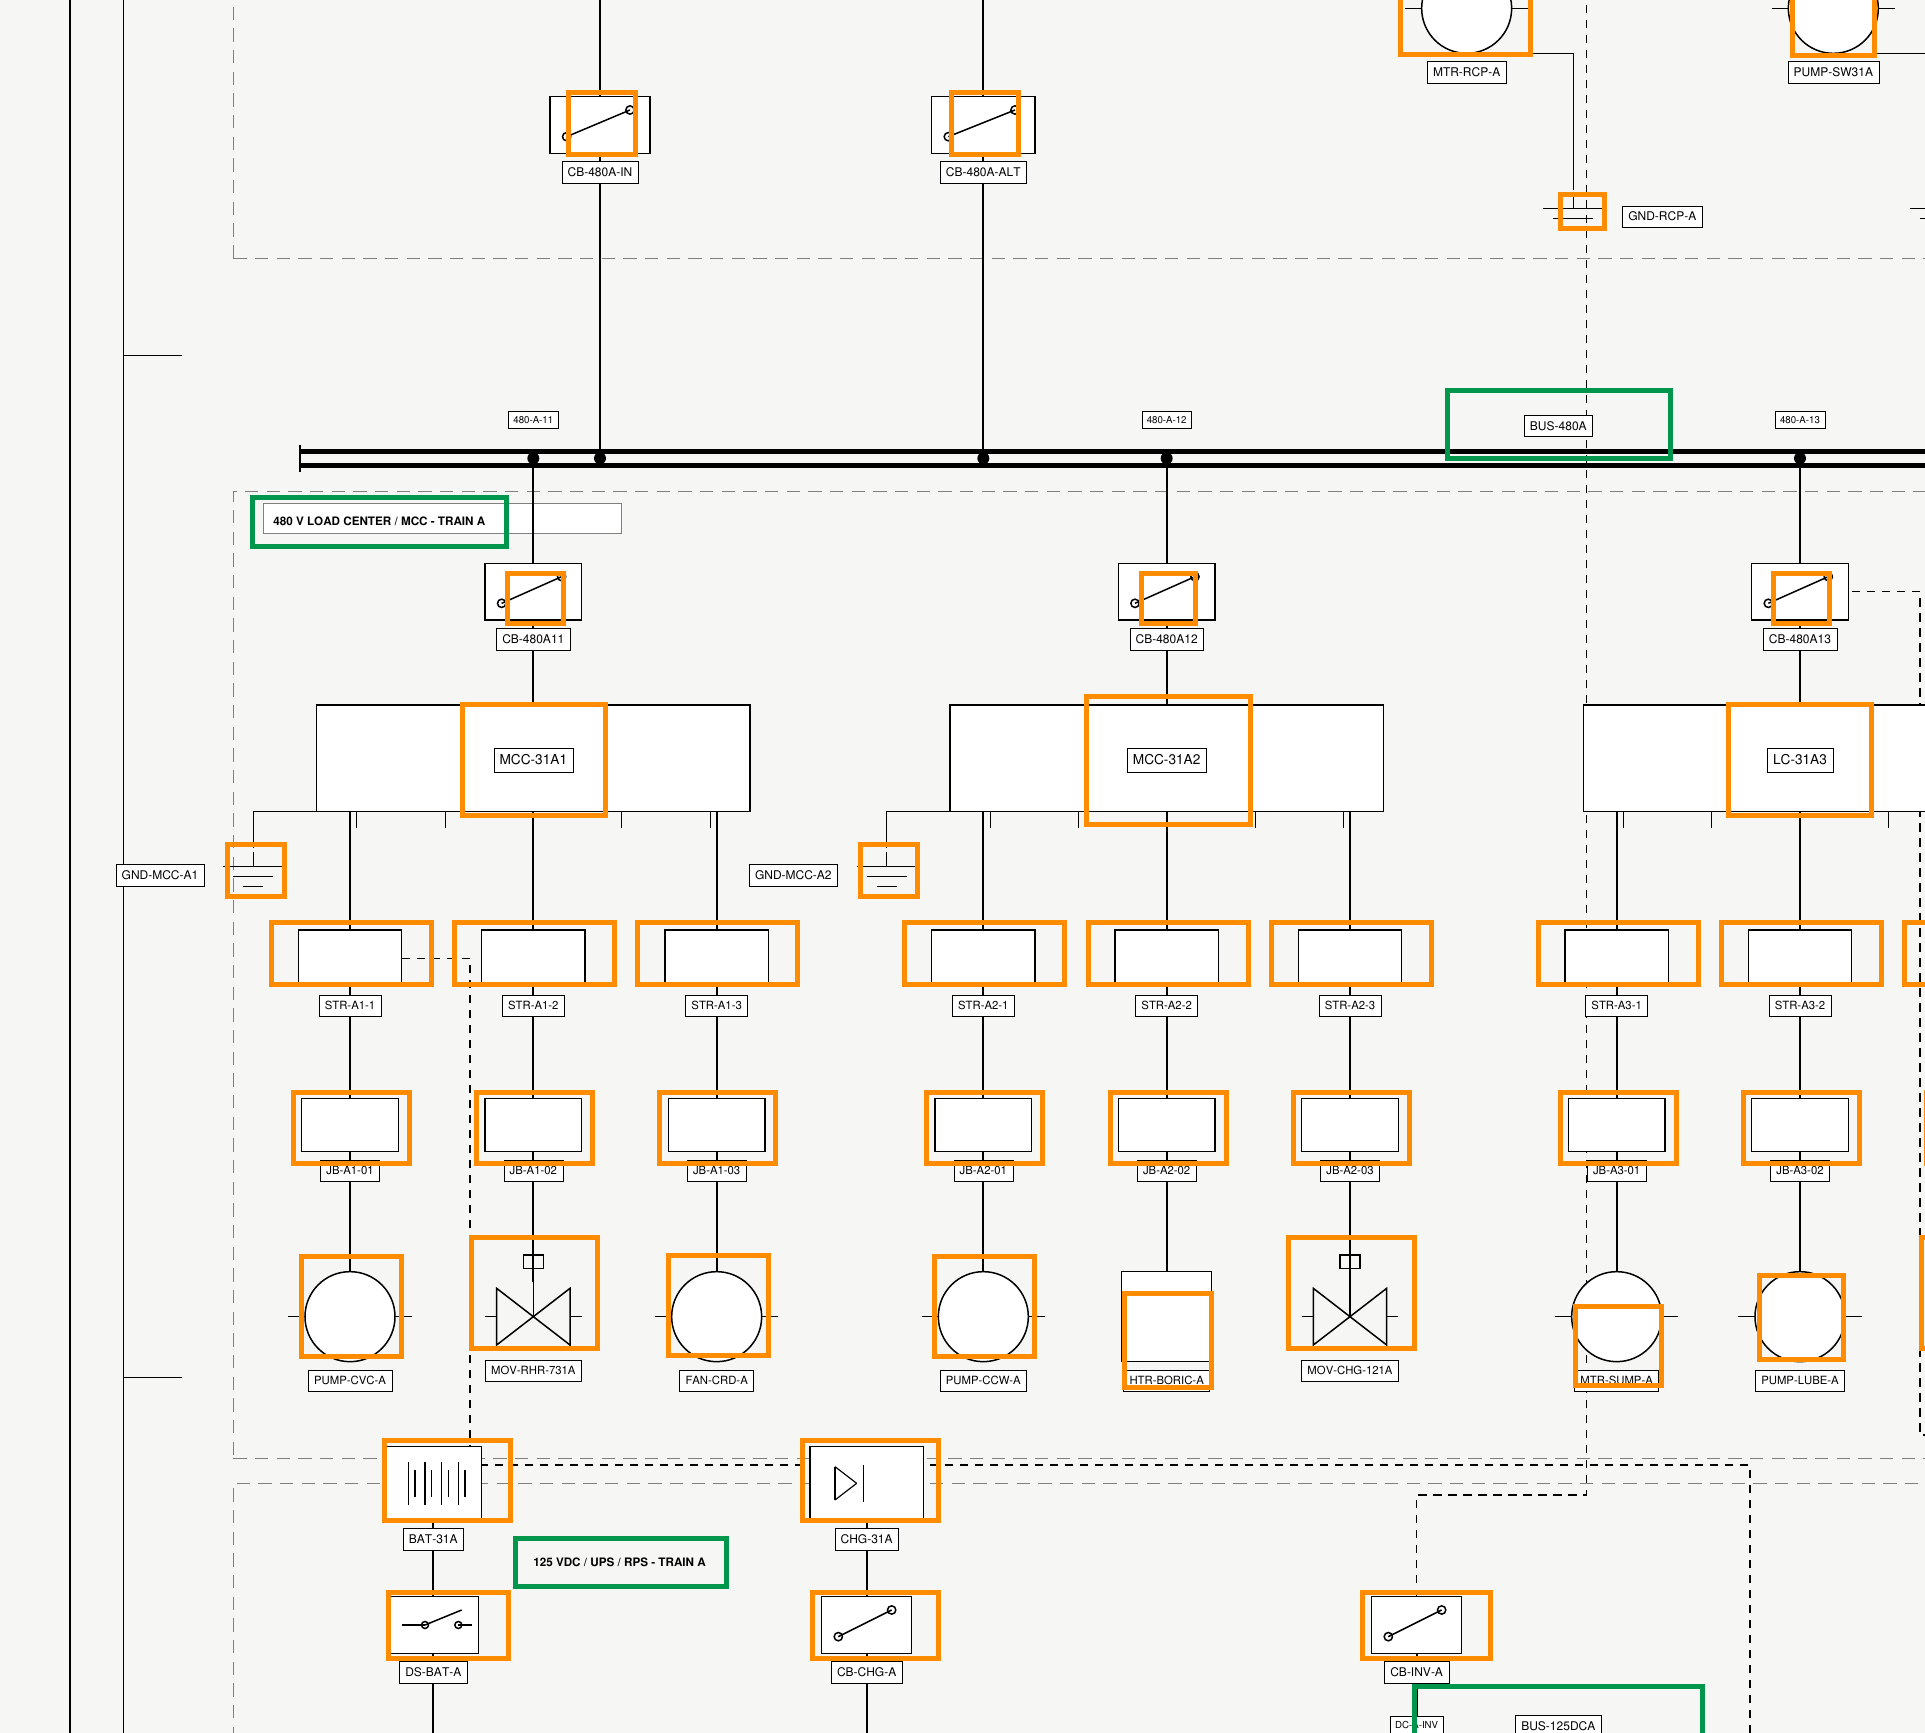 MTR-RCP-A
PUMP-SW31A
CB-480A-IN
CB-480A-ALT
GND-RCP-A
480-A-11
480-A-12
BUS-480A
480-A-13
480 V LOAD CENTER / MCC - TRAIN A
CB-480A11
CB-480A12
CB-480A13
MCC-31A1
MCC-31A2
LC-31A3
GND-MCC-A1
GND-MCC-A2
STR-A1-1
STR-A1-2
STR-A1-3
STR-A2-1
STR-A2-2
STR-A2-3
STR-A3-1
STR-A3-2
JB-A1-01
JB-A1-02
JB-A1-03
JB-A2-01
JB-A2-02
JB-A2-03
JB-A3-01
JB-A3-02
PUMP-CVC-A
MOV-RHR-731A
FAN-CRD-A
PUMP-CCW-A
HTR-BORIC-A
MOV-CHG-121A
MTR-SUMP-A
PUMP-LUBE-A
BAT-31A
CHG-31A
125 VDC / UPS / RPS - TRAIN A
DS-BAT-A
CB-CHG-A
CB-INV-A
DC-A-INV
BUS-125DCA